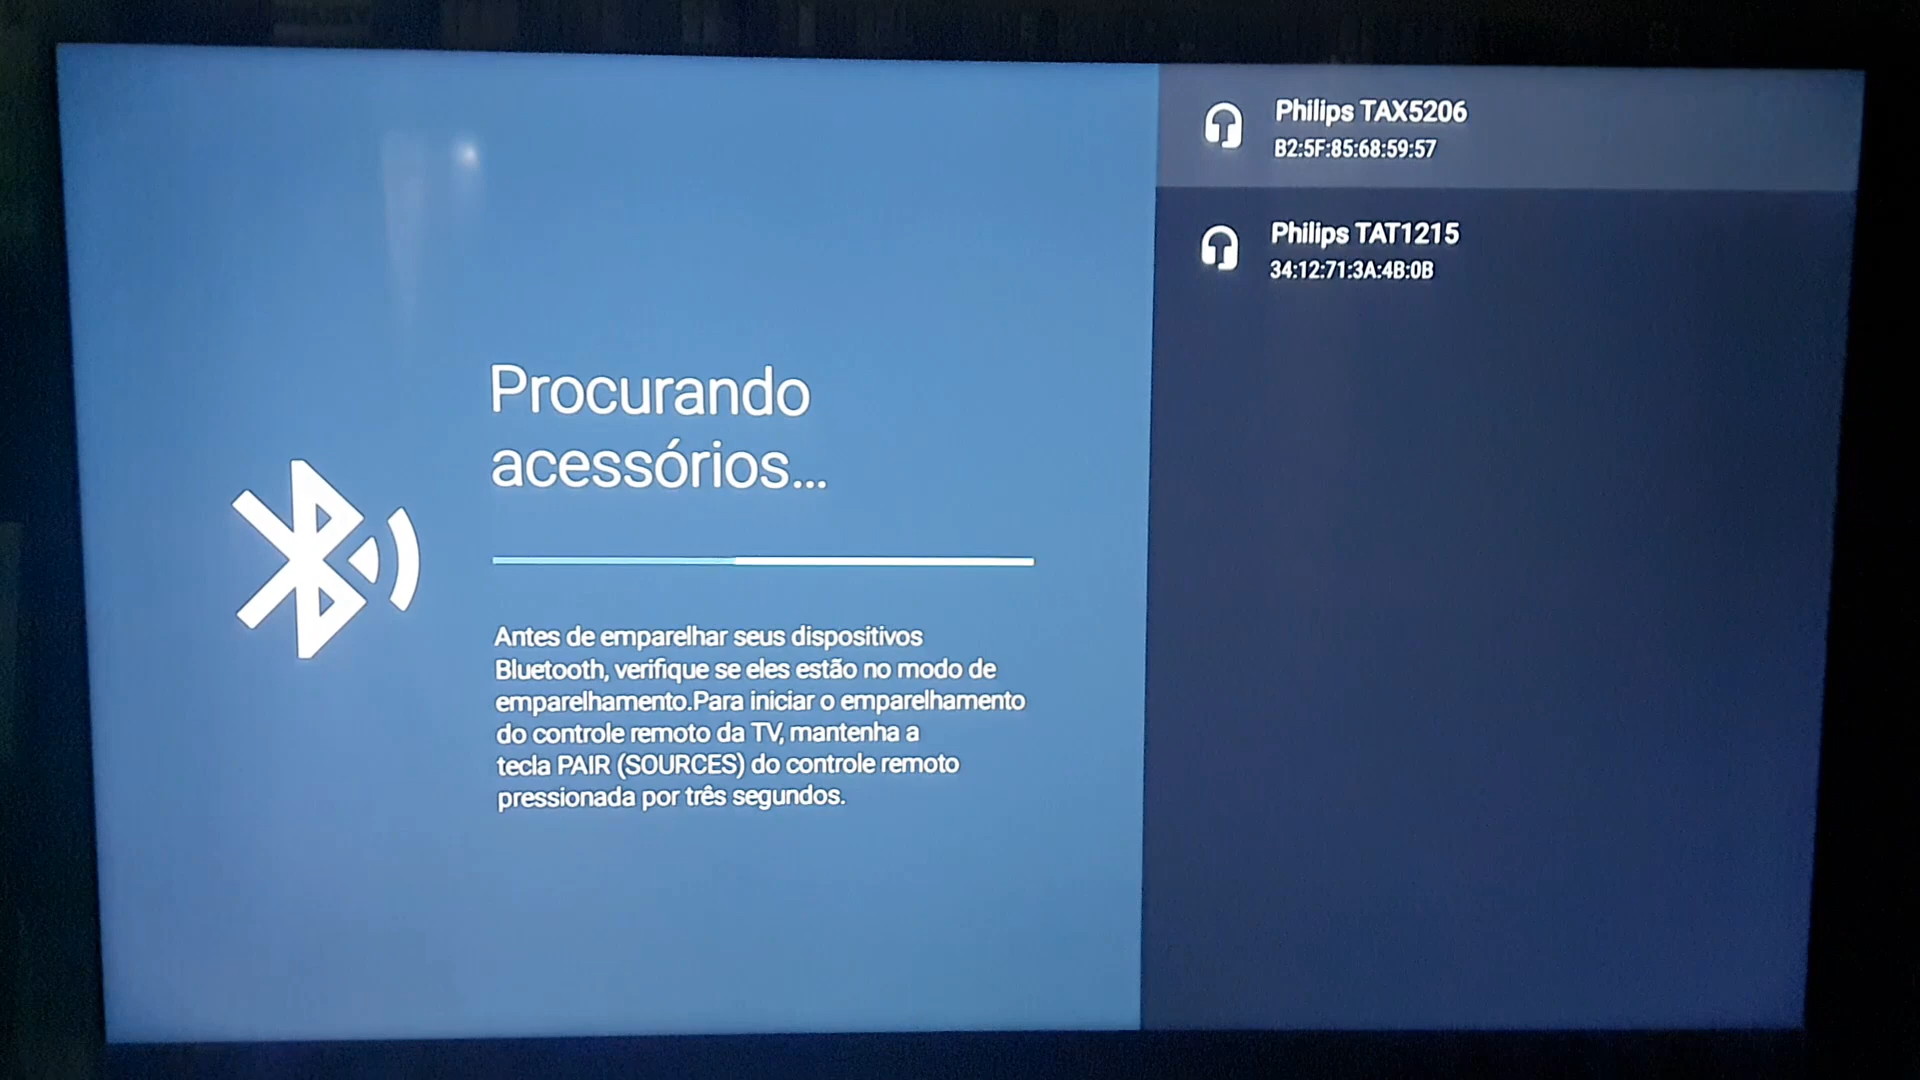 Procurando
acessórios...
Antes de emparelhar seus dispositivos
Bluetooth, verifique se eles estão no modo de
emparelhamento.Para iniciar o emparelhamento
do controle remoto da TV, mantenha a
tecla PAIR (SOURCES) do controle remoto
pressionada por três segundos.
Philips TAX5206
B2:5F:85:68:59:57
Philips TAT1215
34:12:71:3A:4B:0B